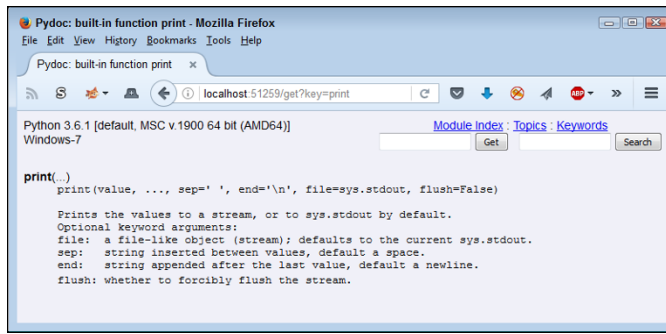 Pydoc: built-in function print - Mozilla Firefox
File Edit View History Bookmarks Tools Help
Pydoc: built-in function print ×
S ABP localhost:51259/get?key=print
Python 3.6.1 [default, MSC v.1900 64 bit (AMD64)]
Windows-7
Module Index : Topics : Keywords
Get Search
print(...)
print(value, ..., sep=' ', end='\n', file=sys.stdout, flush=False)
Prints the values to a stream, or to sys.stdout by default.
Optional keyword arguments:
file: a file-like object (stream); defaults to the current sys.stdout.
sep: string inserted between values, default a space.
end: string appended after the last value, default a newline.
flush: whether to forcibly flush the stream.